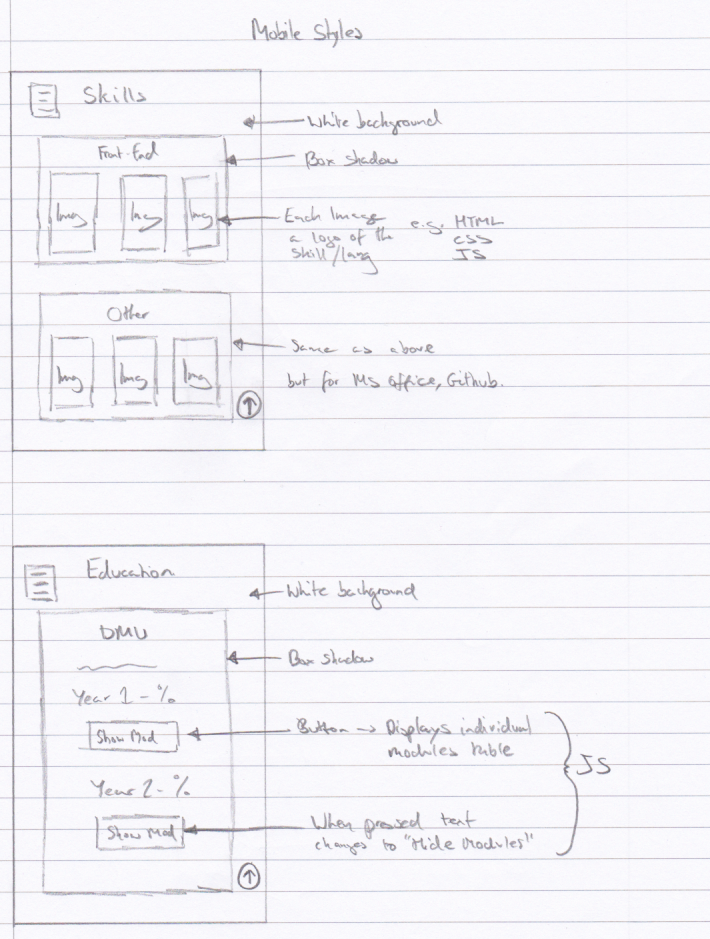 Mobile Styles
Skills
White background
Front-End
Box shadow
Img Img Img
Each Image e.g. HTML
a logo of the CSS
skill/lang JS
Other
Same as above
Img Img Img
but for MS Office, Github.
Education
White background
DMU
Box shadow
Year 1 - %
Show Mod
Button → Displays individual
modules table
JS
Year 2 - %
Show Mod
When pressed text
changes to "Hide Modules"